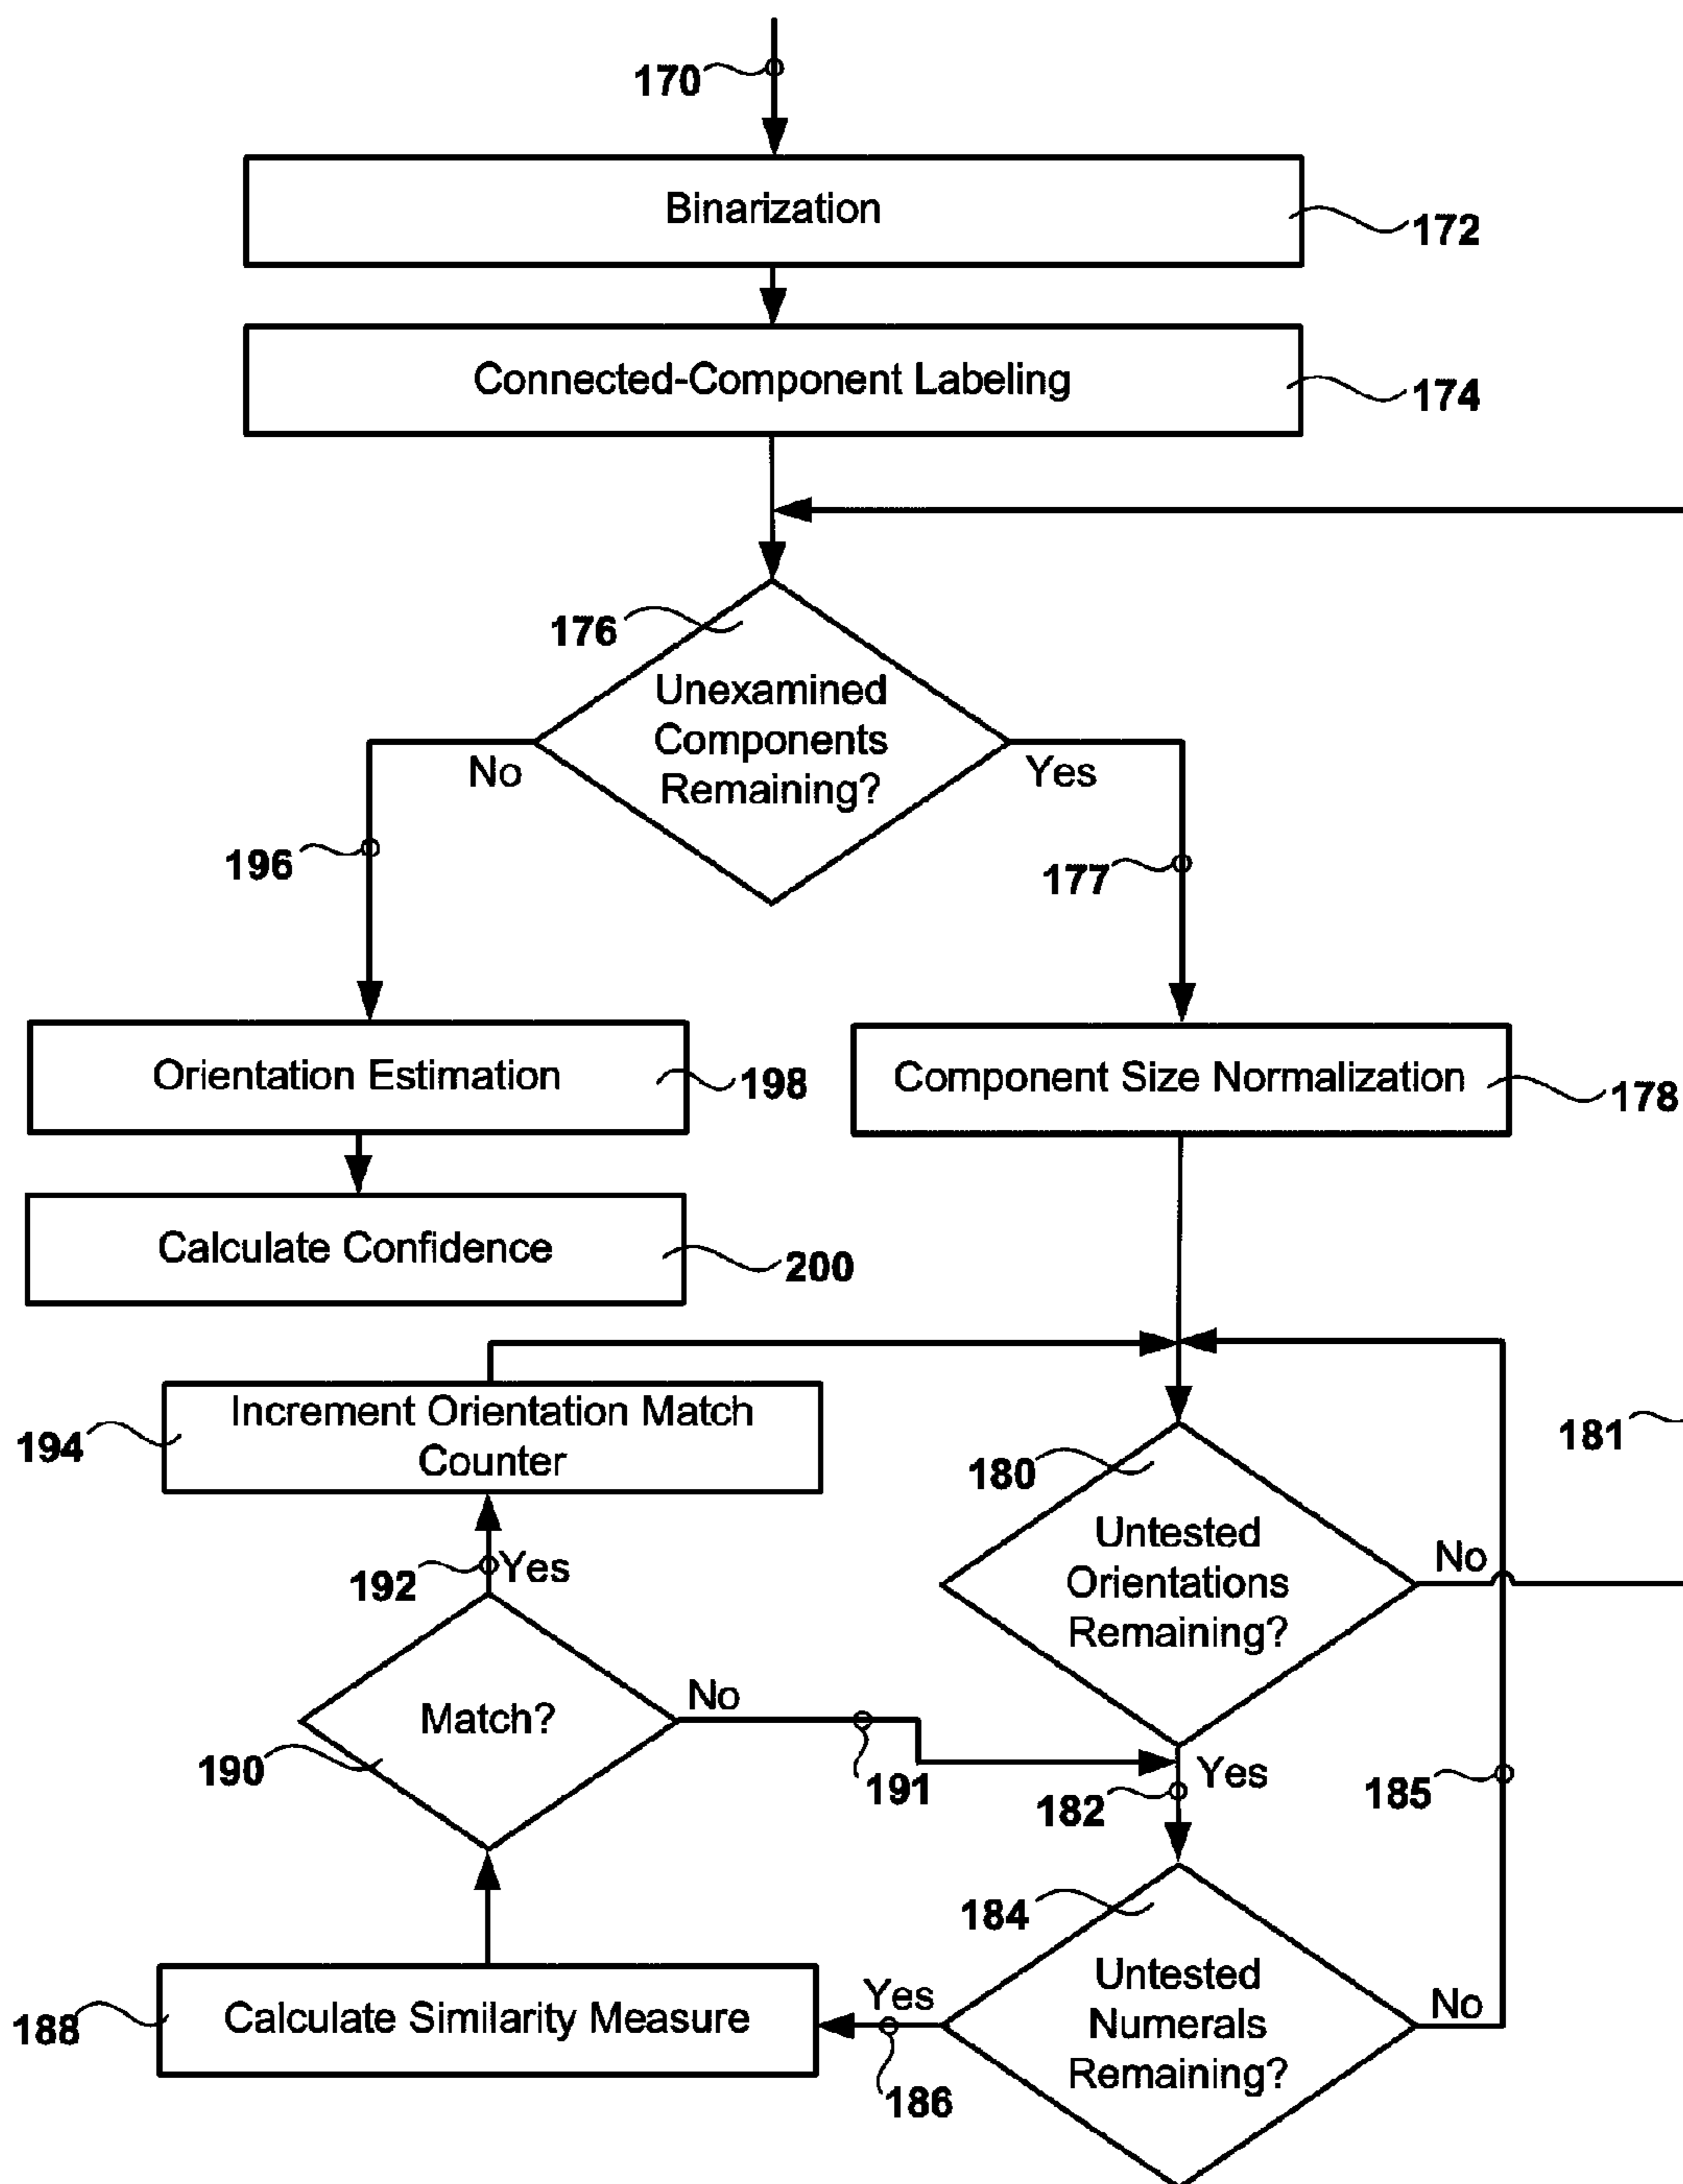 170
Binarization
172
Connected-Component Labeling
174
176
Unexamined
Components
Remaining?
No
Yes
196
177
Orientation Estimation
198
Component Size Normalization
178
Calculate Confidence
200
Increment Orientation Match
Counter
194
181
180
Untested
Orientations
Remaining?
No
192
Yes
Match?
No
190
191
Yes
182
185
184
Untested
Numerals
Remaining?
Yes
No
188
Calculate Similarity Measure
186